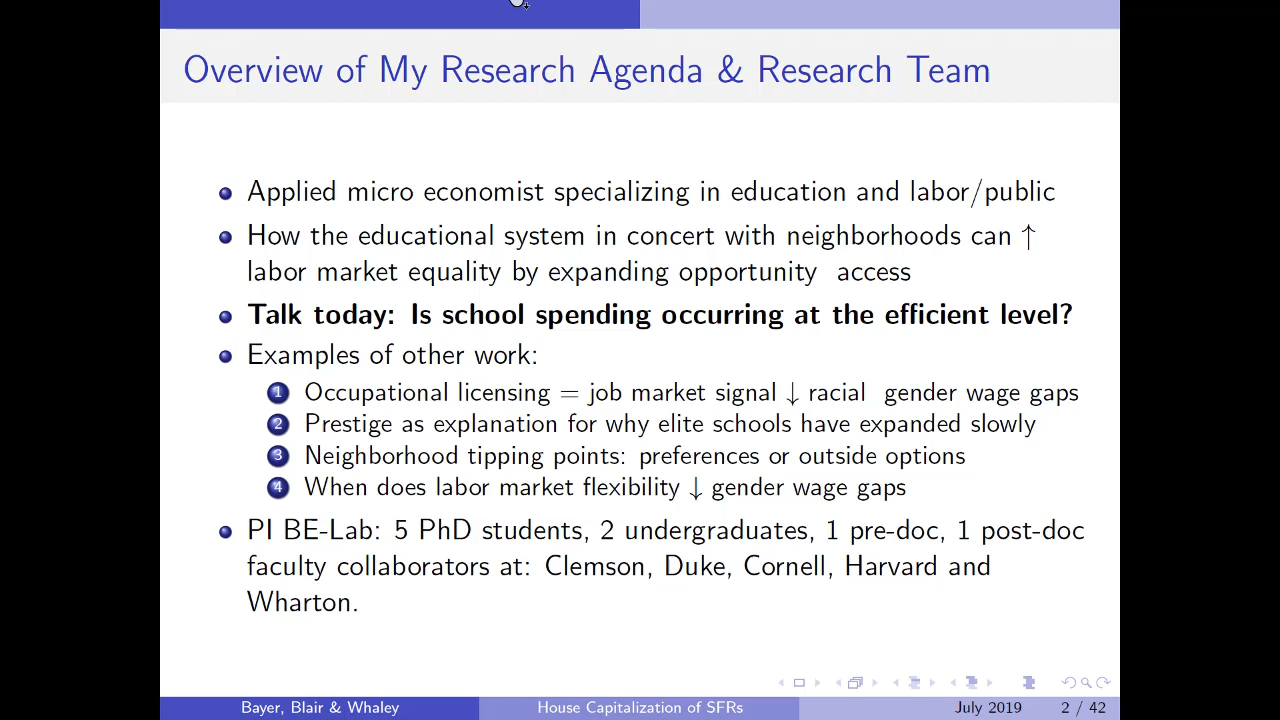 Overview of My Research Agenda & Research Team
Applied micro economist specializing in education and labor/public
How the educational system in concert with neighborhoods can ↑
labor market equality by expanding opportunity access
Talk today: Is school spending occurring at the efficient level?
Examples of other work:
1 Occupational licensing = job market signal ↓ racial gender wage gaps
2 Prestige as explanation for why elite schools have expanded slowly
3 Neighborhood tipping points: preferences or outside options
4 When does labor market flexibility ↓ gender wage gaps
PI BE-Lab: 5 PhD students, 2 undergraduates, 1 pre-doc, 1 post-doc
faculty collaborators at: Clemson, Duke, Cornell, Harvard and
Wharton.
Bayer, Blair & Whaley House Capitalization of SFRs July 2019 2 / 42